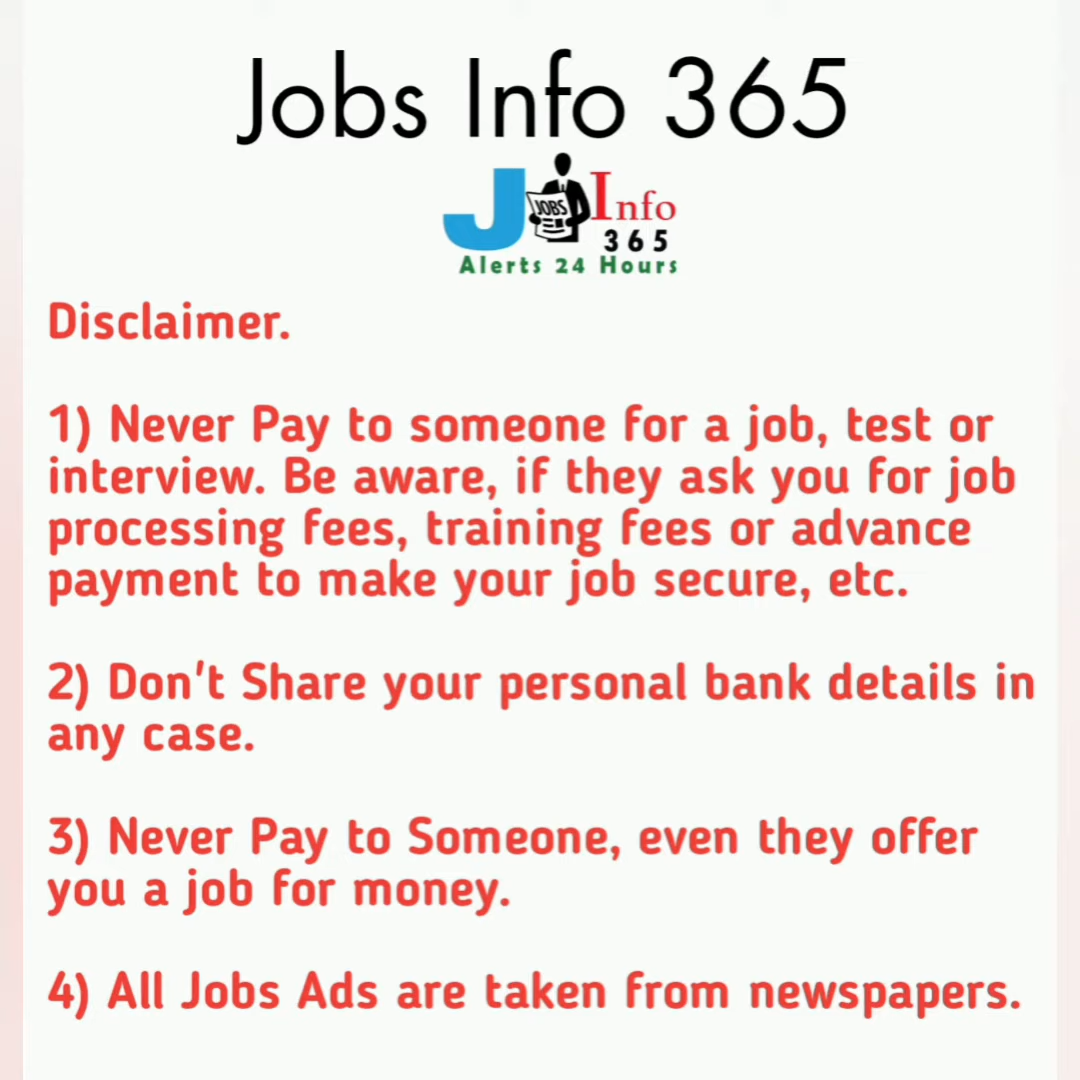 Jobs Info 365
J JOBS Info
365
Alerts 24 Hours
Disclaimer.
1) Never Pay to someone for a job, test or
interview. Be aware, if they ask you for job
processing fees, training fees or advance
payment to make your job secure, etc.
2) Don't Share your personal bank details in
any case.
3) Never Pay to Someone, even they offer
you a job for money.
4) All Jobs Ads are taken from newspapers.